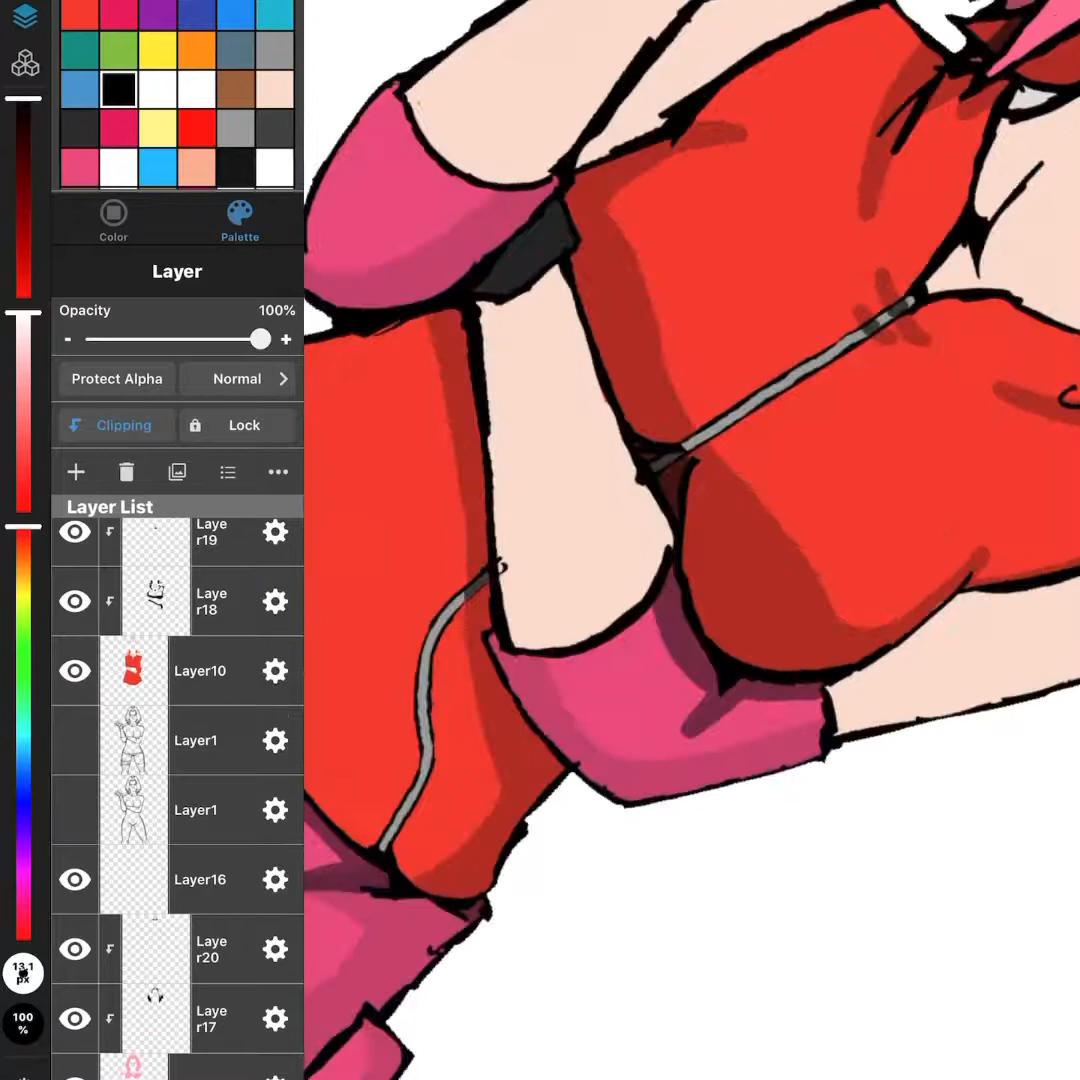 Color
Palette
Layer
Opacity
100%
-
+
Protect Alpha
Normal
Clipping
Lock
Layer List
Laye
r19
Laye
r18
Layer10
Layer1
Layer1
Layer16
Laye
r20
Laye
r17
13.1
px
100
%